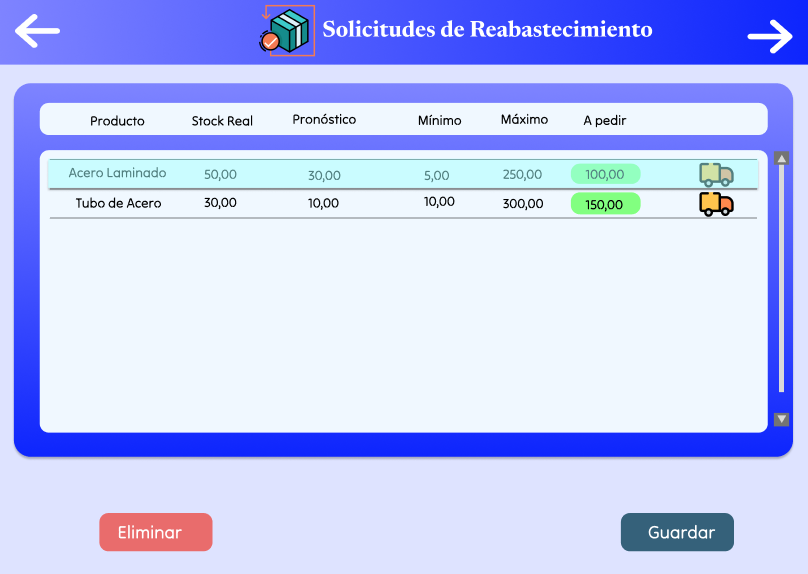 Solicitudes de Reabastecimiento
Producto Stock Real Pronóstico Mínimo Máximo A pedir
Acero Laminado 50,00 30,00 5,00 250,00 100,00
Tubo de Acero 30,00 10,00 10,00 300,00 150,00
Eliminar Guardar